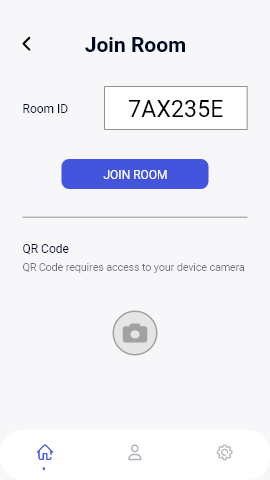 Join Room
Room ID
7AX235E
JOIN ROOM
QR Code
QR Code requires access to your device camera